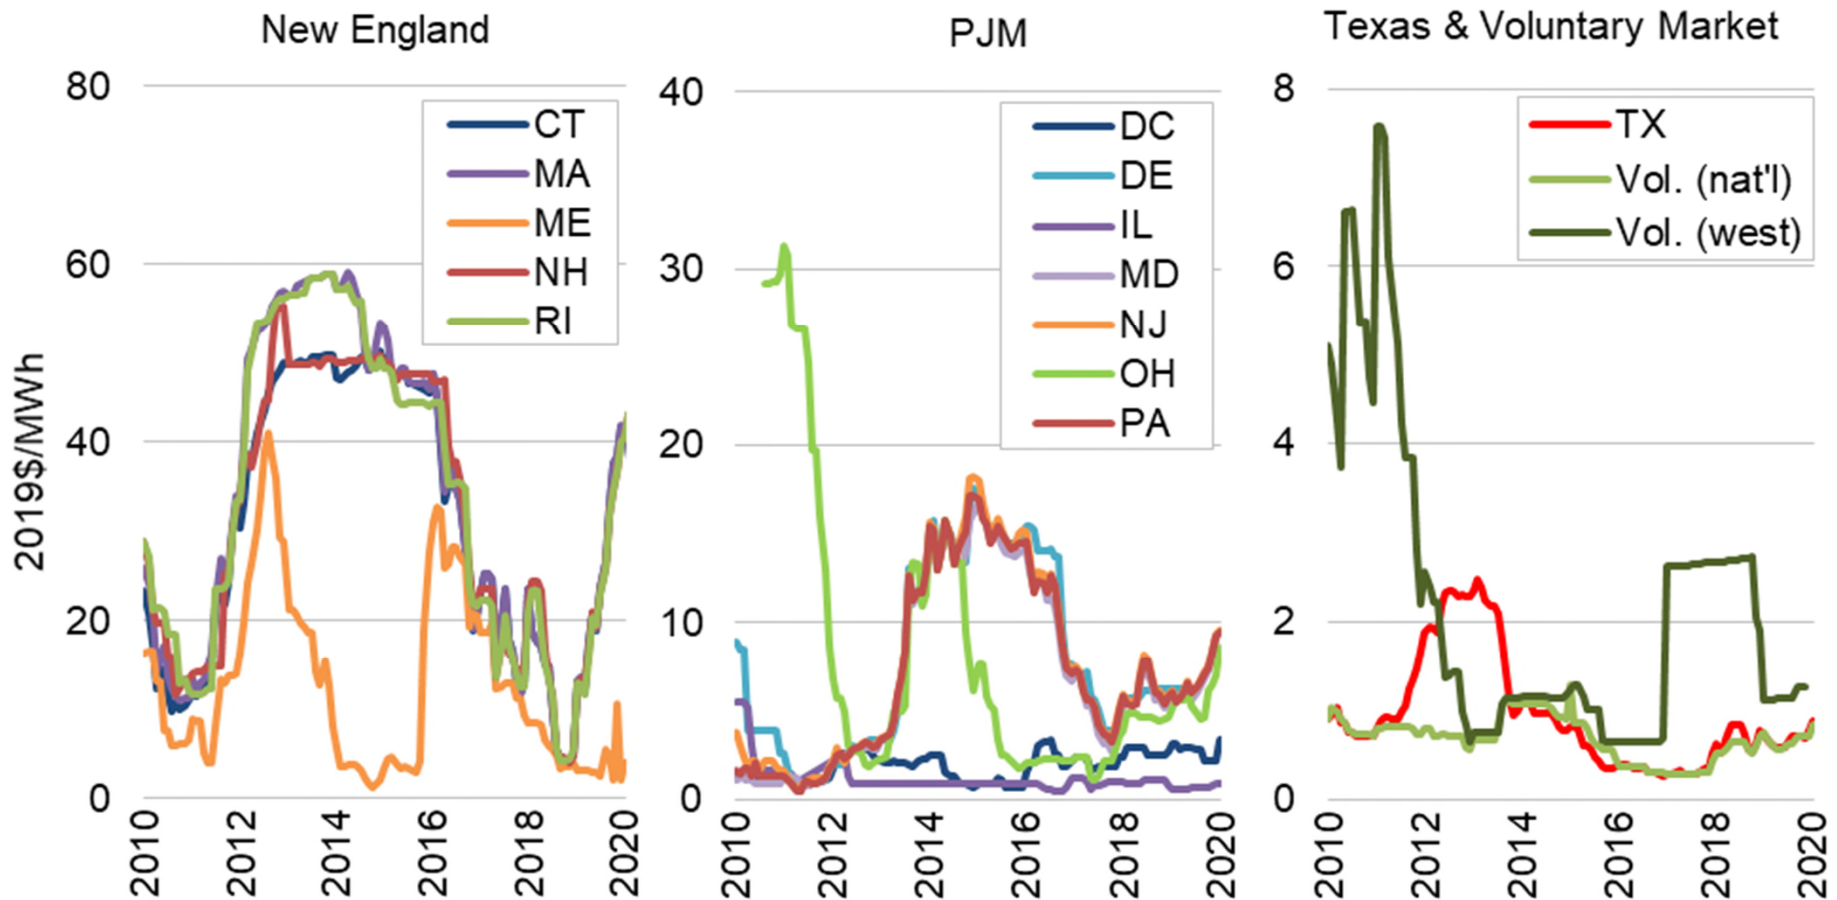 New England
PJM
Texas & Voluntary Market
2019$/MWh
80
60
40
20
0
2010
2012
2014
2016
2018
2020
CT
MA
ME
NH
RI
40
30
20
10
0
2010
2012
2014
2016
2018
2020
DC
DE
IL
MD
NJ
OH
PA
8
6
4
2
0
2010
2012
2014
2016
2018
2020
TX
Vol. (nat'l)
Vol. (west)